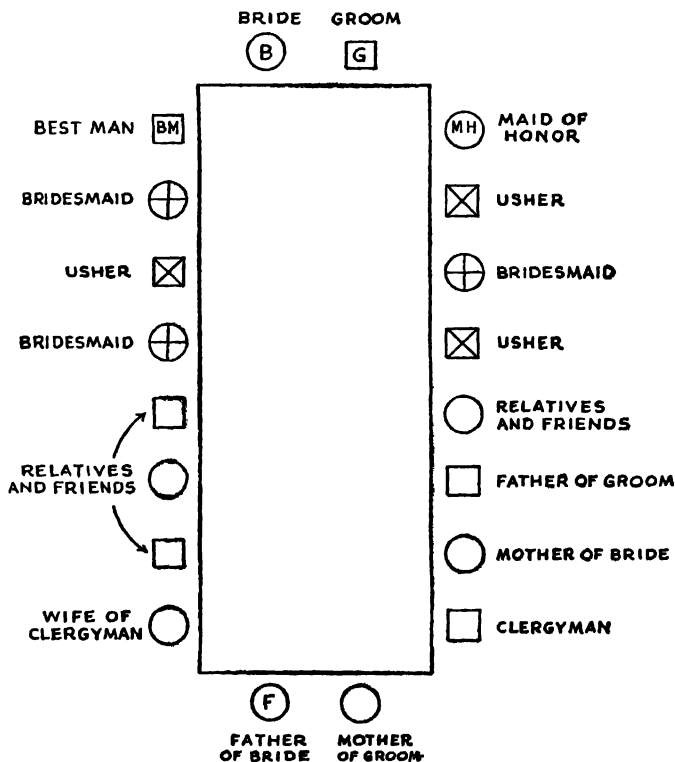 BRIDE GROOM
B G
BEST MAN BM MH MAID OF
HONOR
BRIDESMAID USHER
USHER BRIDESMAID
BRIDESMAID USHER
RELATIVES
AND FRIENDS
RELATIVES
AND FRIENDS
FATHER OF GROOM
MOTHER OF BRIDE
WIFE OF
CLERGYMAN
CLERGYMAN
F
FATHER
OF BRIDE
MOTHER
OF GROOM